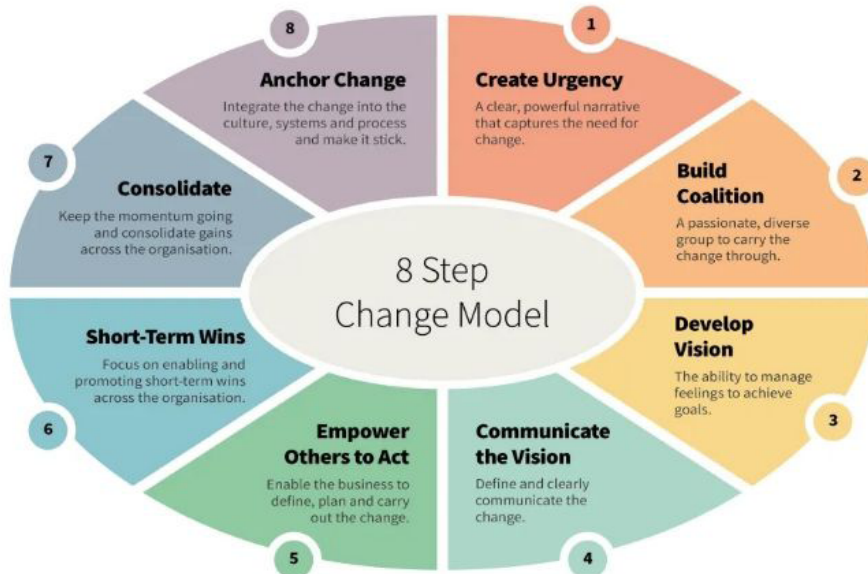 1
Create Urgency
A clear, powerful narrative
that captures the need for
change.
2
Build
Coalition
A passionate, diverse
group to carry the
change through.
3
Develop
Vision
The ability to manage
feelings to achieve
goals.
4
Communicate
the Vision
Define and clearly
communicate the
change.
5
Empower
Others to Act
Enable the business to
define, plan and carry
out the change.
6
Short-Term Wins
Focus on enabling and
promoting short-term wins
across the organisation.
7
Consolidate
Keep the momentum going
and consolidate gains
across the organisation.
8
Anchor Change
Integrate the change into the
culture, systems and process
and make it stick.
8 Step
Change Model